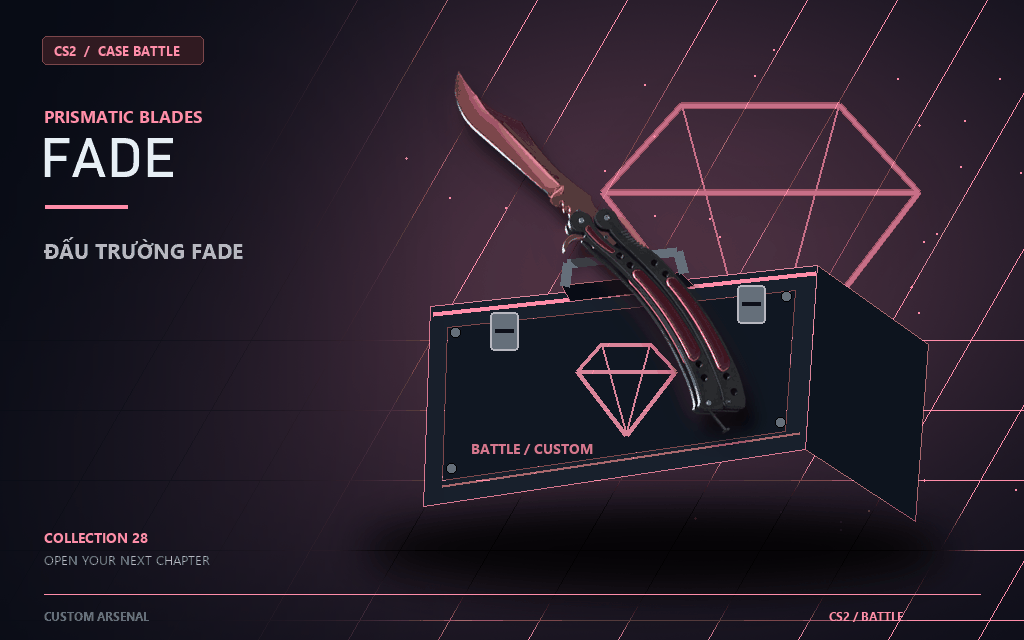 CS2 / CASE BATTLE
PRISMATIC BLADES
FADE
ĐẤU TRƯỜNG FADE
BATTLE / CUSTOM
COLLECTION 28
OPEN YOUR NEXT CHAPTER
CUSTOM ARSENAL
CS2 / BATTLE